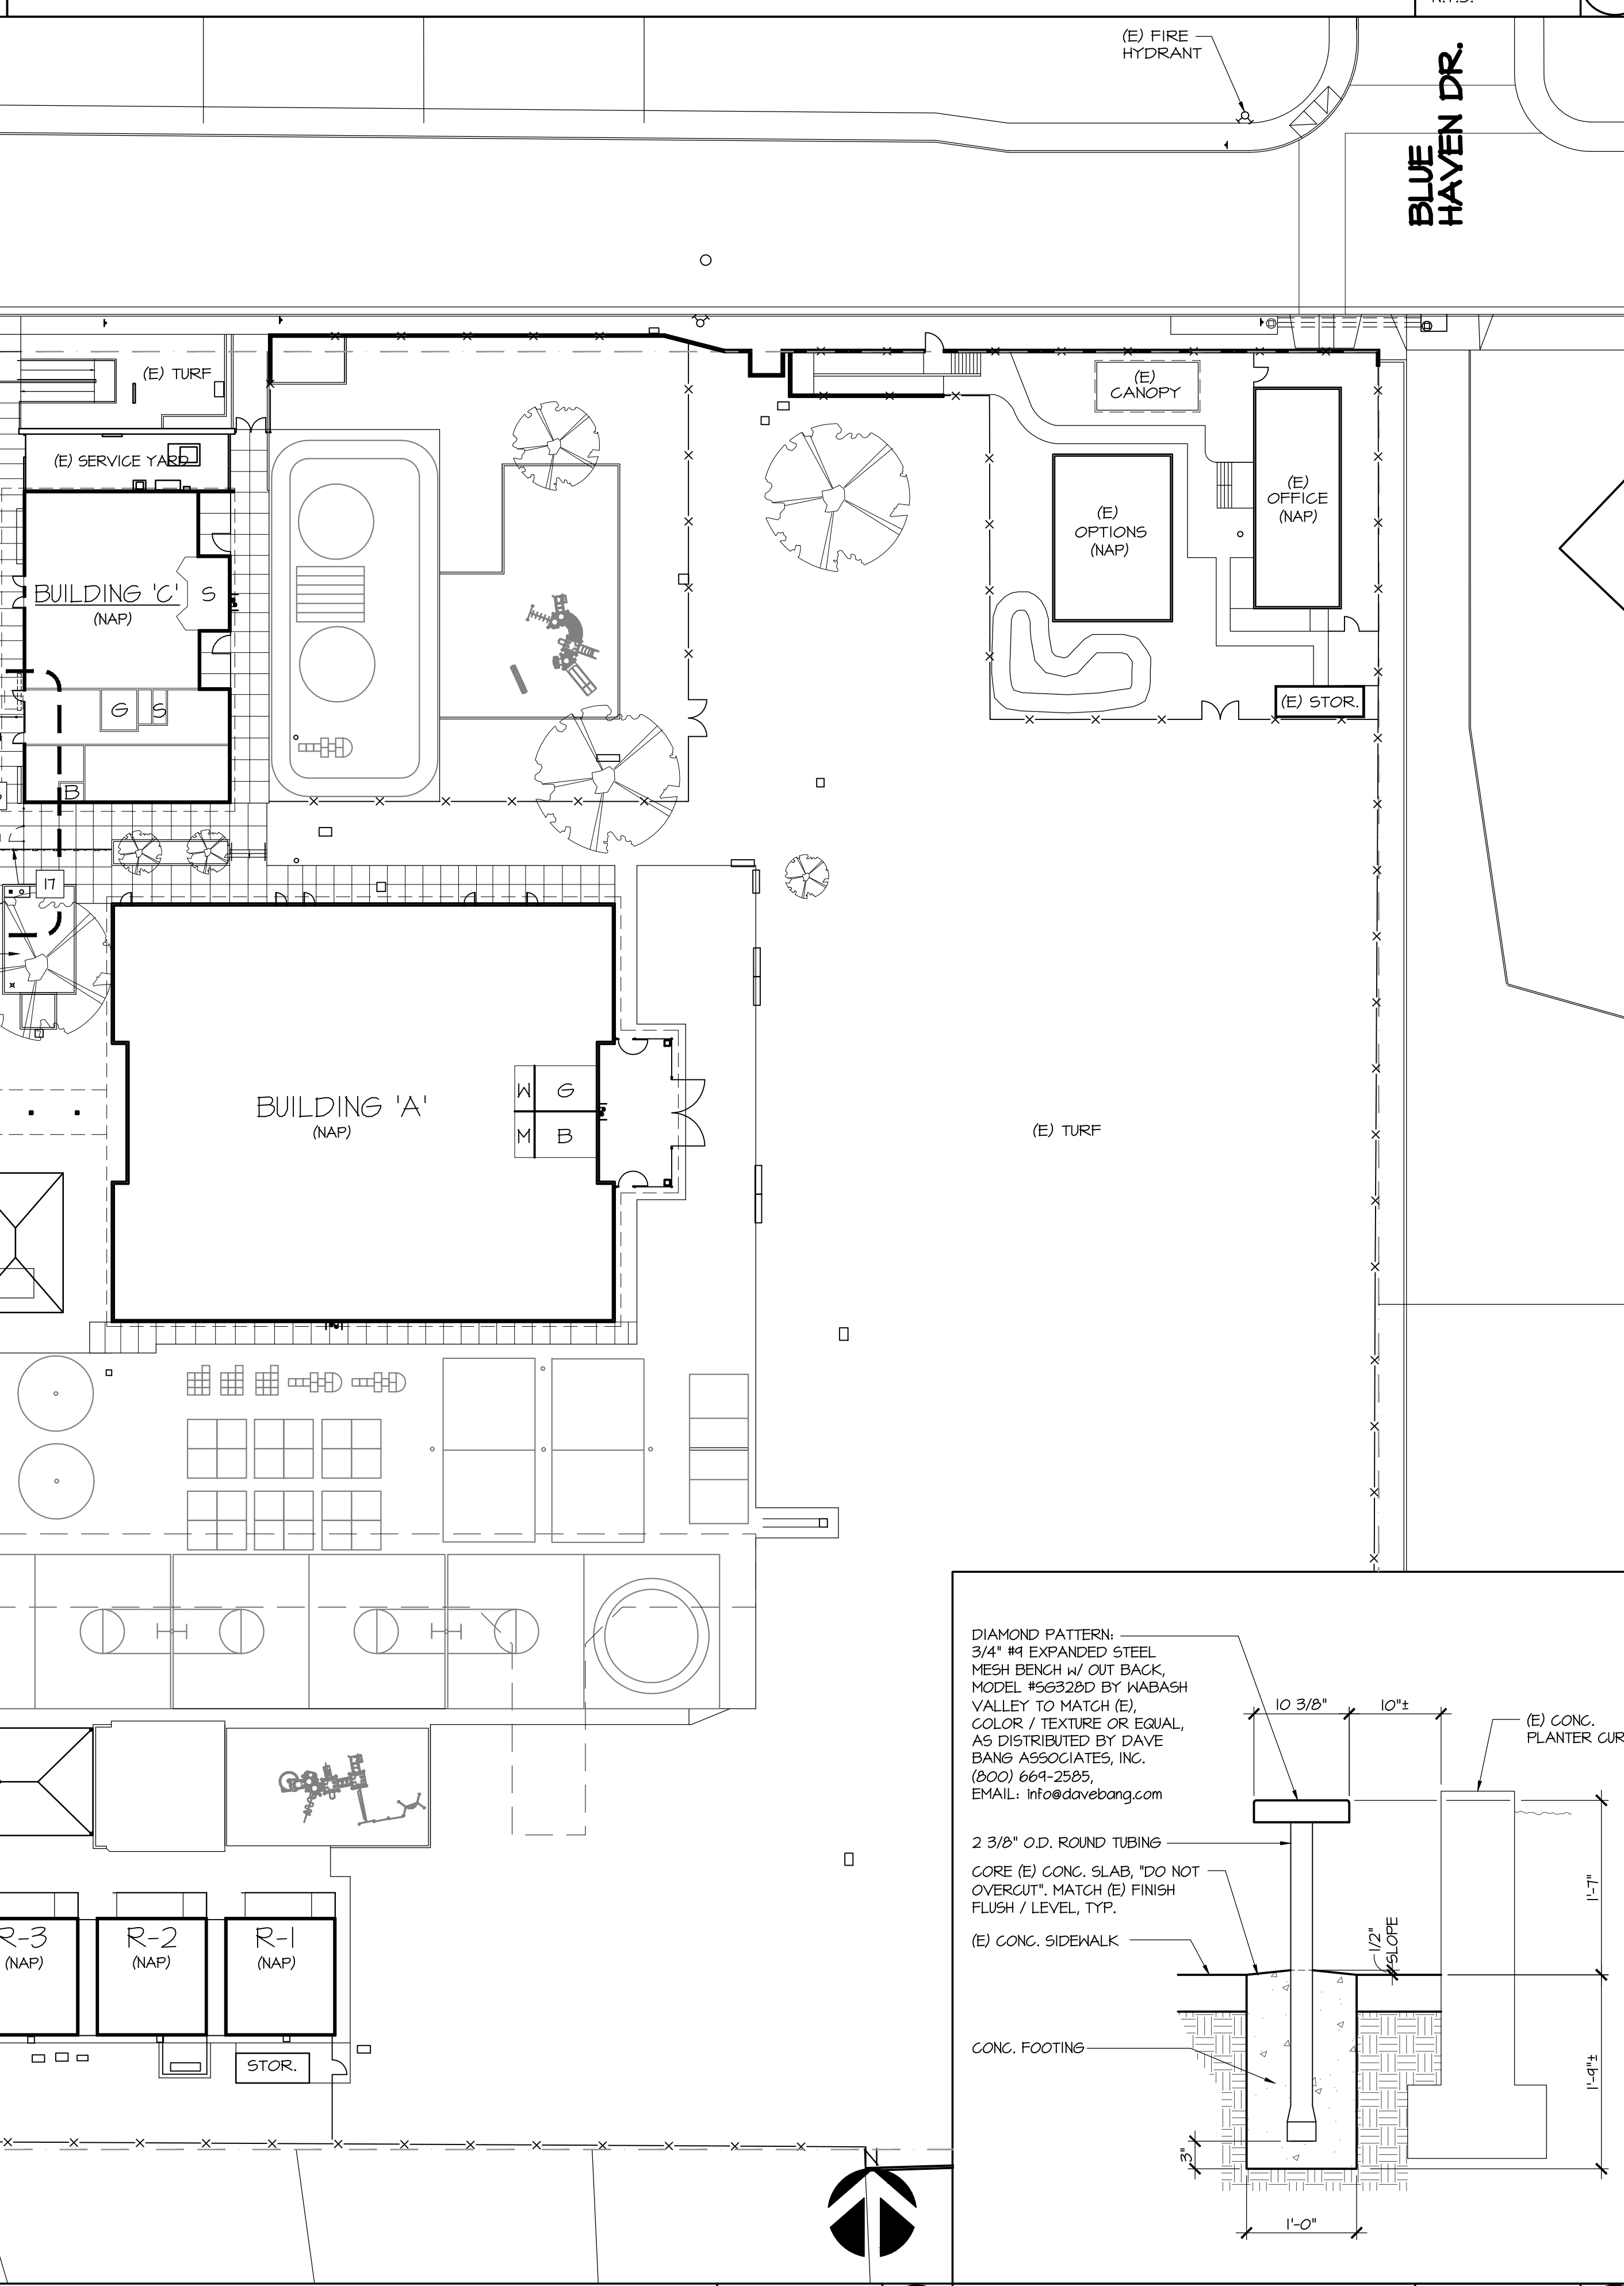 (E) FIRE
HYDRANT
BLUE
HAVEN DR.
(E) TURF
(E) SERVICE YARD
BUILDING 'C'
(NAP)
S
G
S
B
17
(E)
CANOPY
(E)
OFFICE
(NAP)
(E)
OPTIONS
(NAP)
(E) STOR.
BUILDING 'A'
(NAP)
W
G
M
B
(E) TURF
R-3
(NAP)
R-2
(NAP)
R-1
(NAP)
STOR.
N
DIAMOND PATTERN:
3/4" #9 EXPANDED STEEL
MESH BENCH W/ OUT BACK,
MODEL #SG328D BY WABASH
VALLEY TO MATCH (E),
COLOR / TEXTURE OR EQUAL,
AS DISTRIBUTED BY DAVE
BANG ASSOCIATES, INC.
(800) 669-2585,
EMAIL: info@davebang.com
2 3/8" O.D. ROUND TUBING
CORE (E) CONC. SLAB, "DO NOT
OVERCUT". MATCH (E) FINISH
FLUSH / LEVEL, TYP.
(E) CONC. SIDEWALK
CONC. FOOTING
10 3/8"
10"±
(E) CONC.
PLANTER CUR
1'-7"
1/2"
SLOPE
1'-9"±
3"
1'-0"